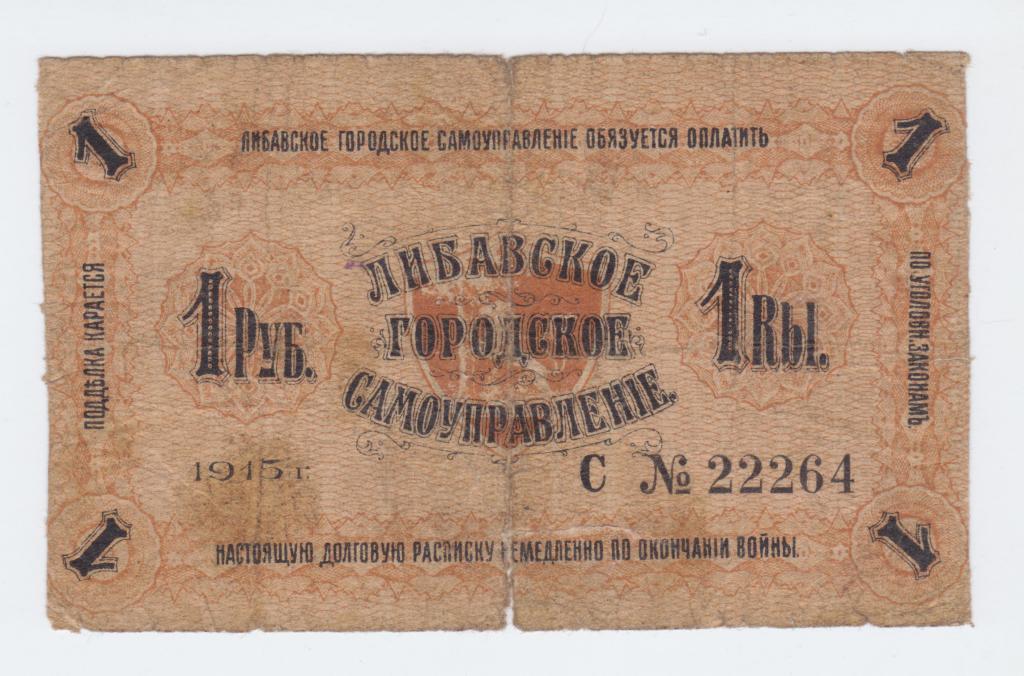 1
1
ЛИБАВСКОЕ ГОРОДСКОЕ САМОУПРАВЛЕНІЕ ОБЯЗУЕТСЯ ОПЛАТИТЬ
ПОДДѢЛКА КАРАЕТСЯ
ЛИБАВСКОЕ
ГОРОДСКОЕ
САМОУПРАВЛЕНІЕ.
1 РУБ.
1 Rbl.
ПО УГОЛОВН. ЗАКОНАМЪ.
1915 г.
С № 22264
НАСТОЯЩУЮ ДОЛГОВУЮ РАСПИСКУ НЕМЕДЛЕННО ПО ОКОНЧАНІИ ВОЙНЫ.
1
1